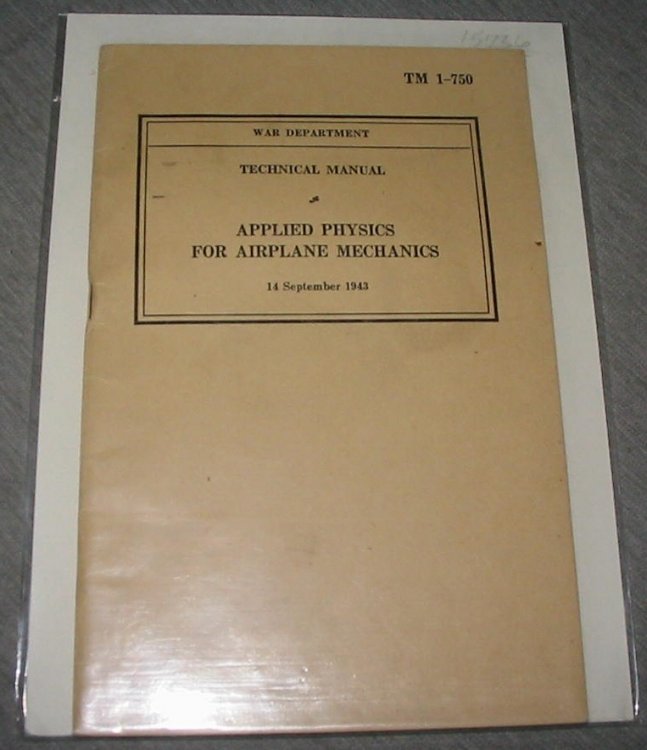 TM 1-750
WAR DEPARTMENT
TECHNICAL MANUAL
APPLIED PHYSICS
FOR AIRPLANE MECHANICS
14 September 1943